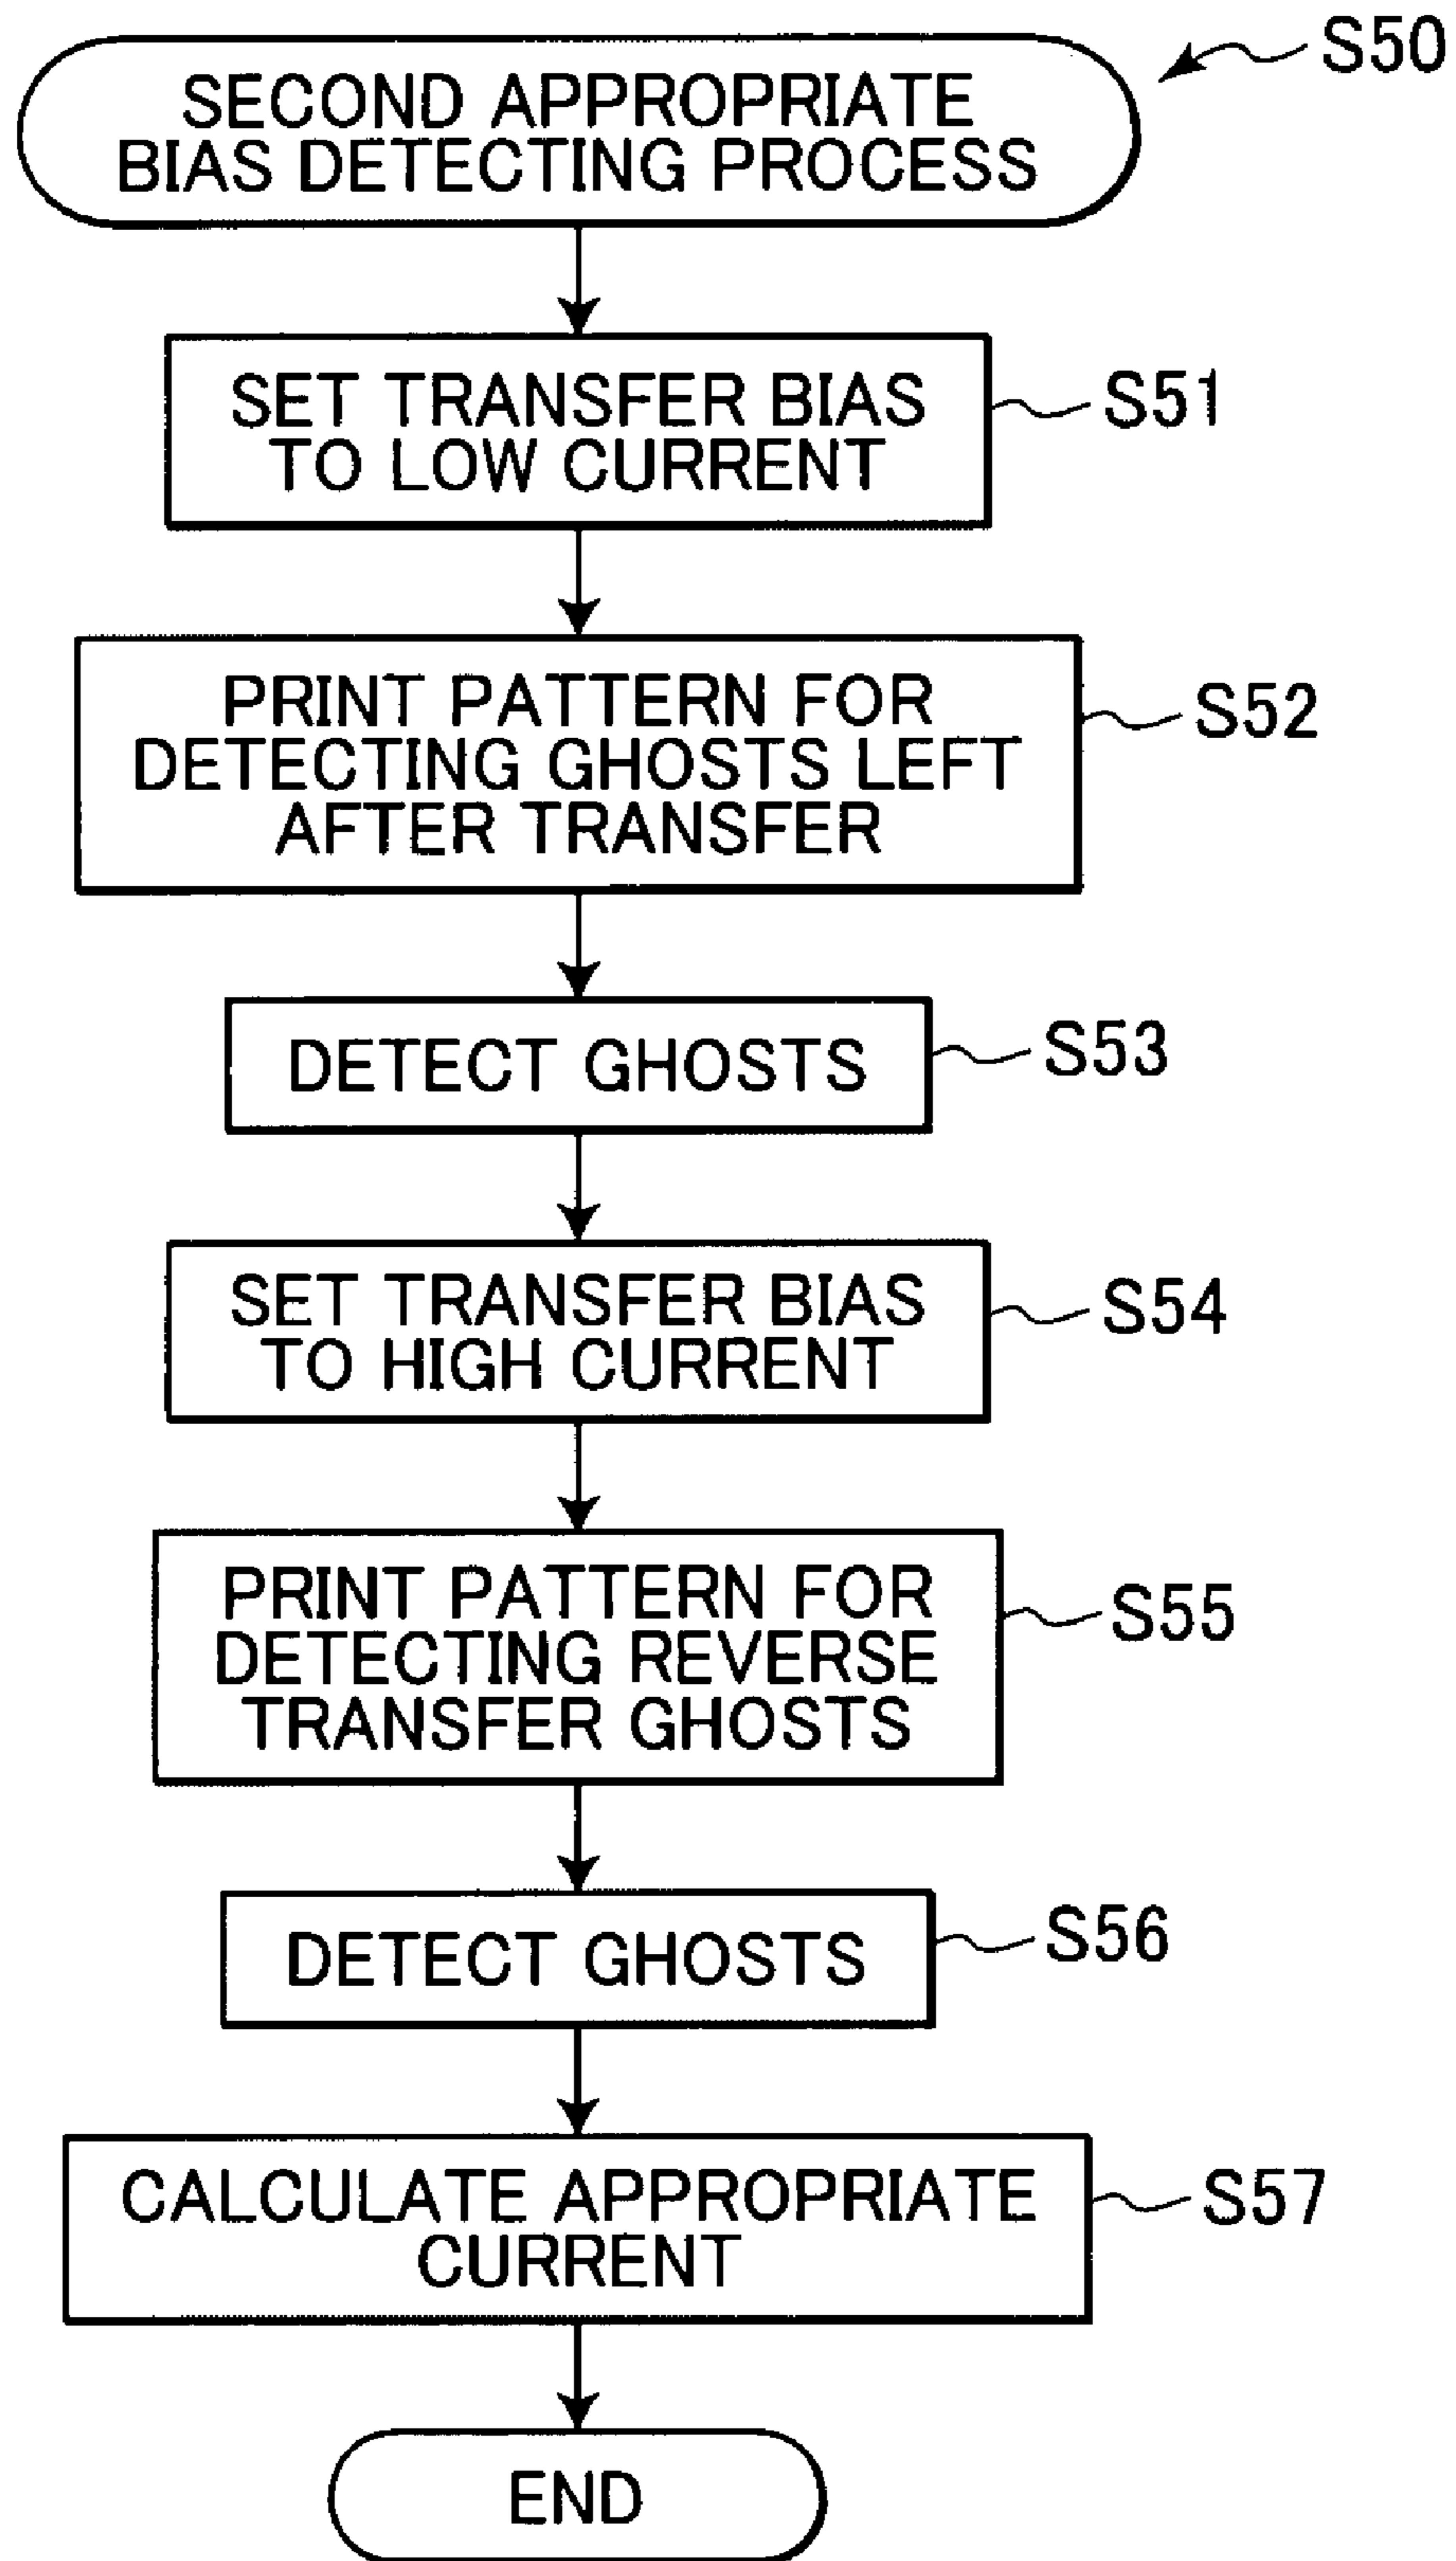 S50
SECOND APPROPRIATE
BIAS DETECTING PROCESS
SET TRANSFER BIAS
TO LOW CURRENT
S51
PRINT PATTERN FOR
DETECTING GHOSTS LEFT
AFTER TRANSFER
S52
DETECT GHOSTS
S53
SET TRANSFER BIAS
TO HIGH CURRENT
S54
PRINT PATTERN FOR
DETECTING REVERSE
TRANSFER GHOSTS
S55
DETECT GHOSTS
S56
CALCULATE APPROPRIATE
CURRENT
S57
END